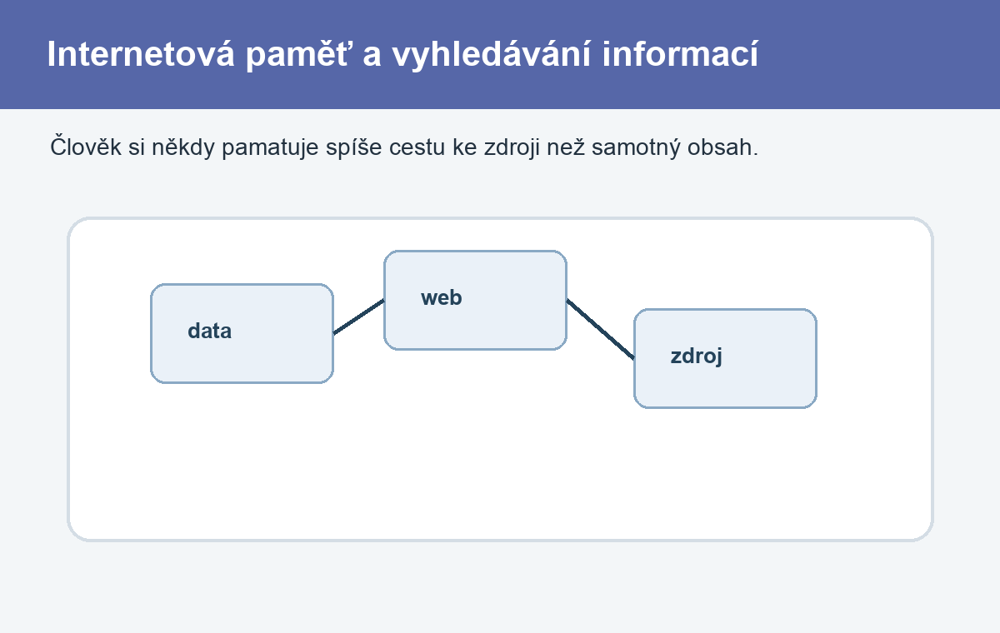 Internetová paměť a vyhledávání informací
Člověk si někdy pamatuje spíše cestu ke zdroji než samotný obsah.
data
web
zdroj